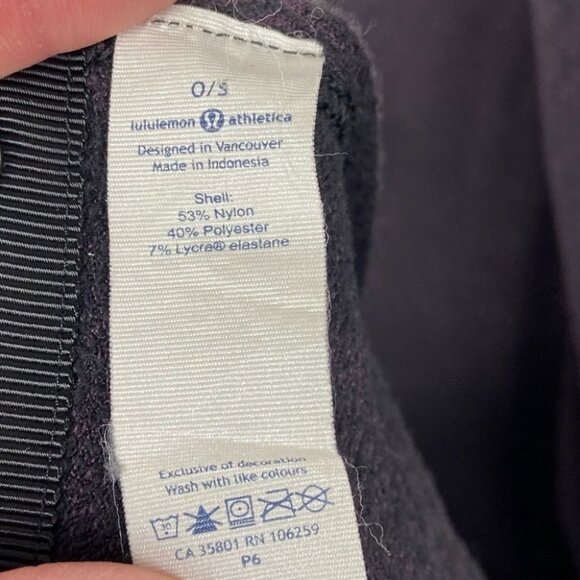 O/S
lululemon athletica
Designed in Vancouver
Made in Indonesia
Shell:
53% Nylon
40% Polyester
7% Lycra® elastane
Exclusive of decoration
Wash with like colours
30
CA 35801 RN 106259
P6